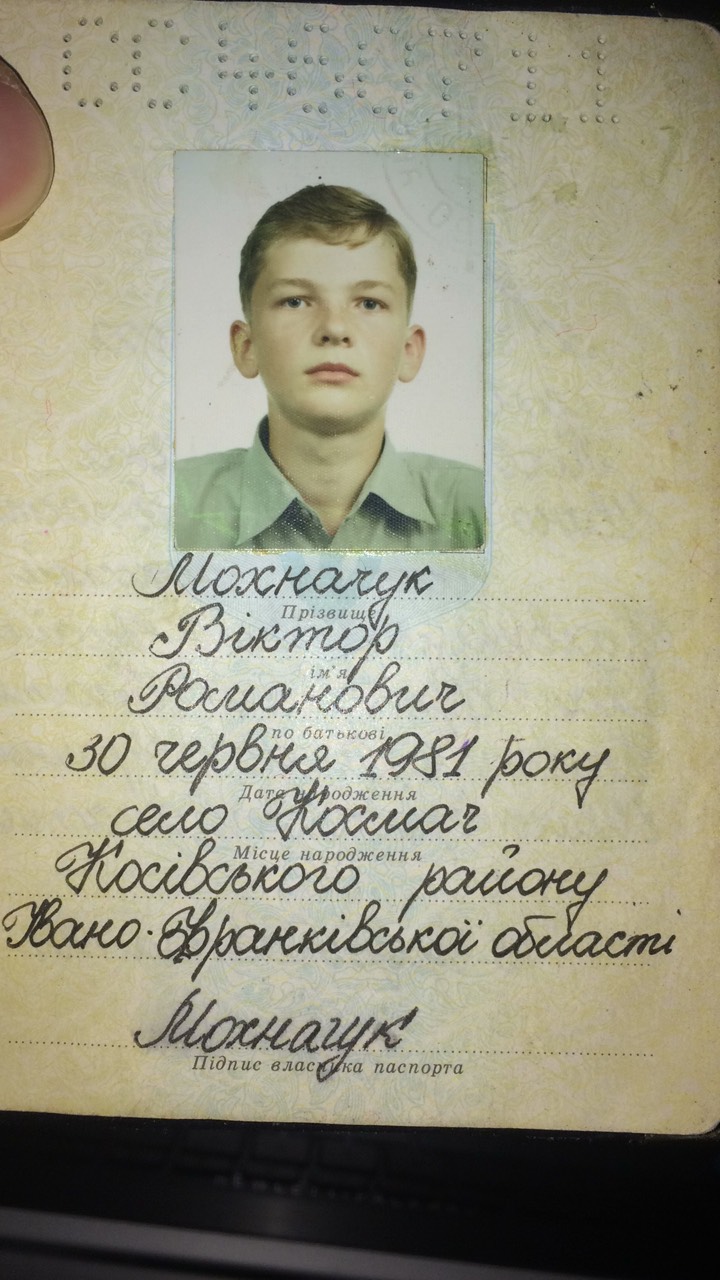 Мохначук
Прізвище
Віктор
ім'я
Романович
по батькові
30 червня 1981 року
Дата народження
село Космач
Місце народження
Косівського району
Івано-Франківської області
Мохначук
Підпис власника паспорта